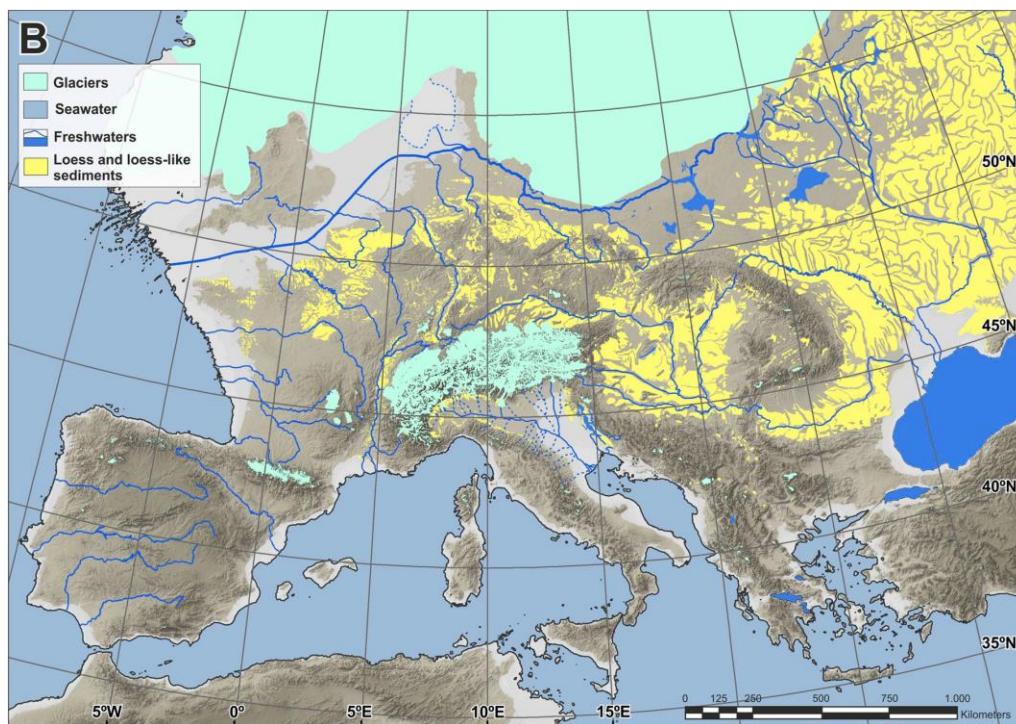 B
Glaciers
Seawater
Freshwaters
Loess and loess-like
sediments
50ºN
45ºN
40ºN
35ºN
5ºW
0º
5ºE
10ºE
15ºE
0 125 250 500 750 1.000
Kilometers